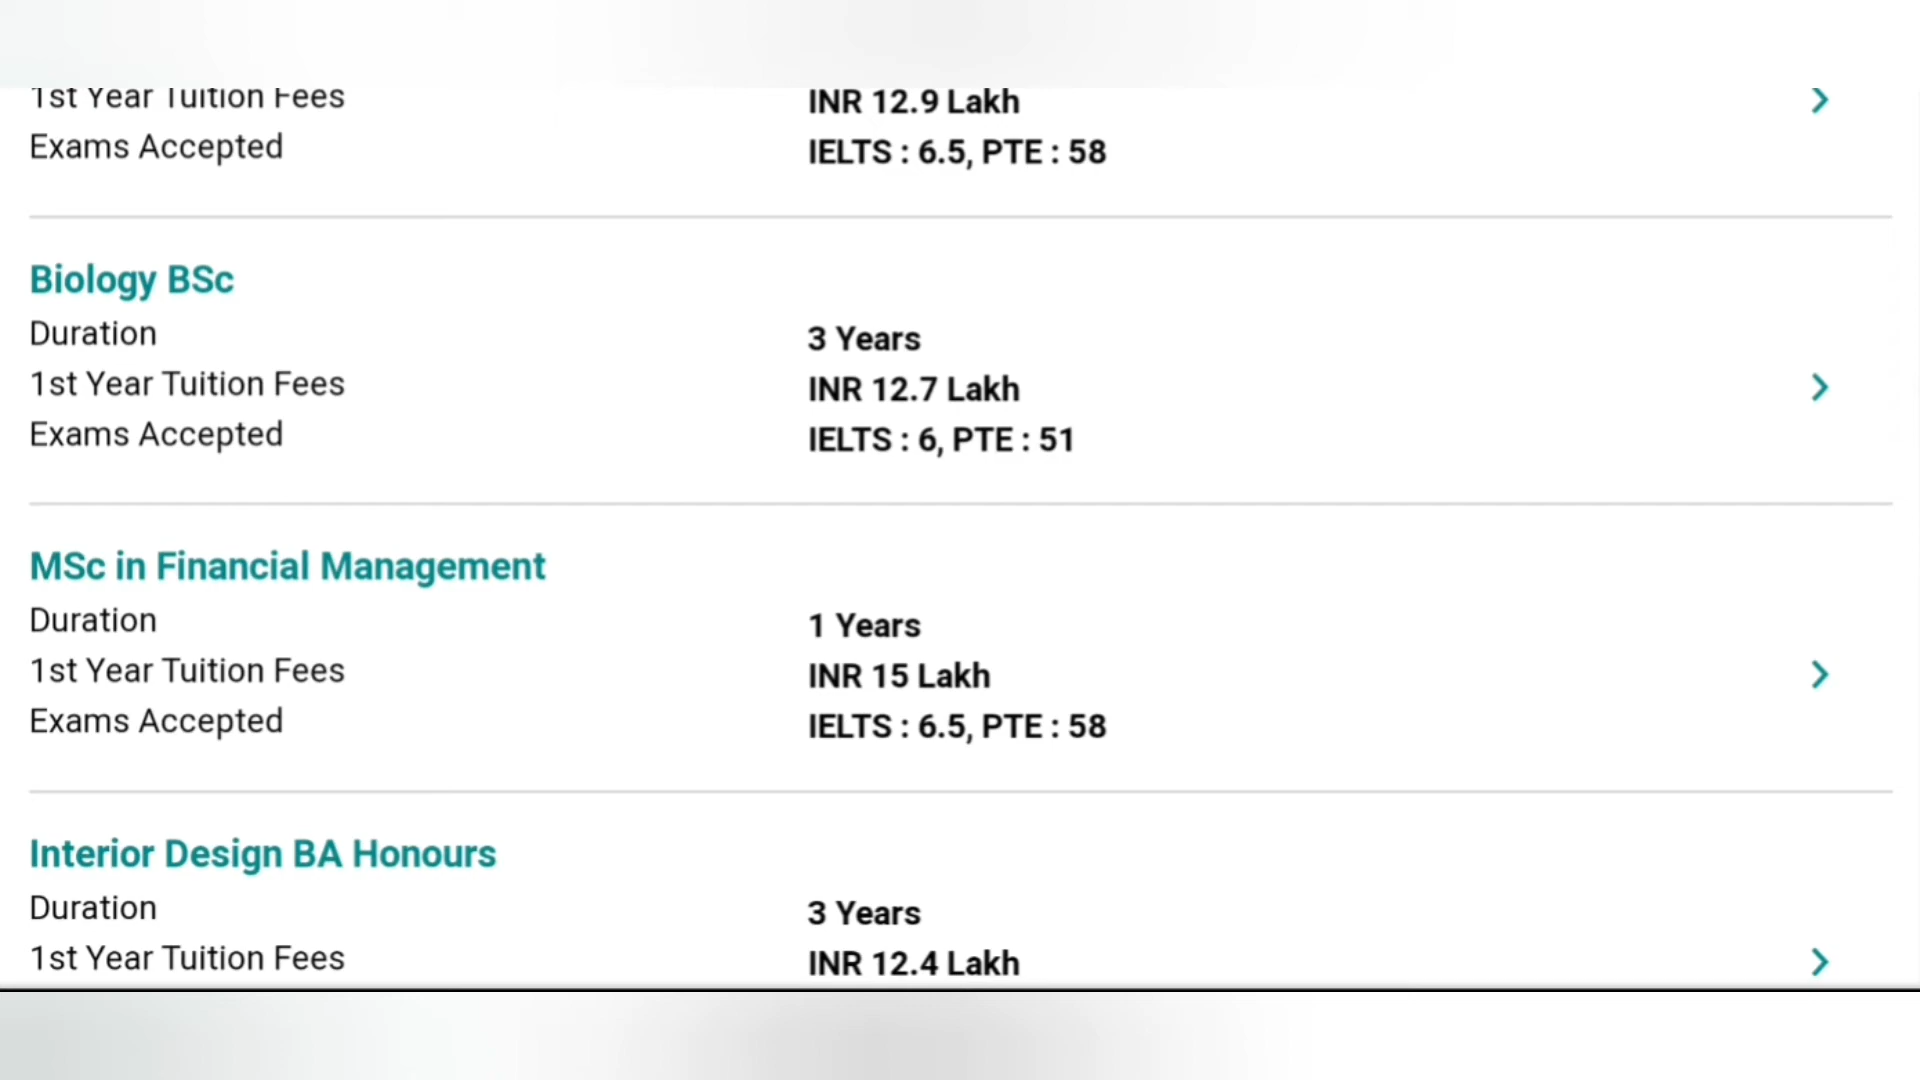 1st Year Tuition Fees INR 12.9 Lakh
Exams Accepted IELTS : 6.5, PTE : 58
Biology BSc
Duration 3 Years
1st Year Tuition Fees INR 12.7 Lakh
Exams Accepted IELTS : 6, PTE : 51
MSc in Financial Management
Duration 1 Years
1st Year Tuition Fees INR 15 Lakh
Exams Accepted IELTS : 6.5, PTE : 58
Interior Design BA Honours
Duration 3 Years
1st Year Tuition Fees INR 12.4 Lakh